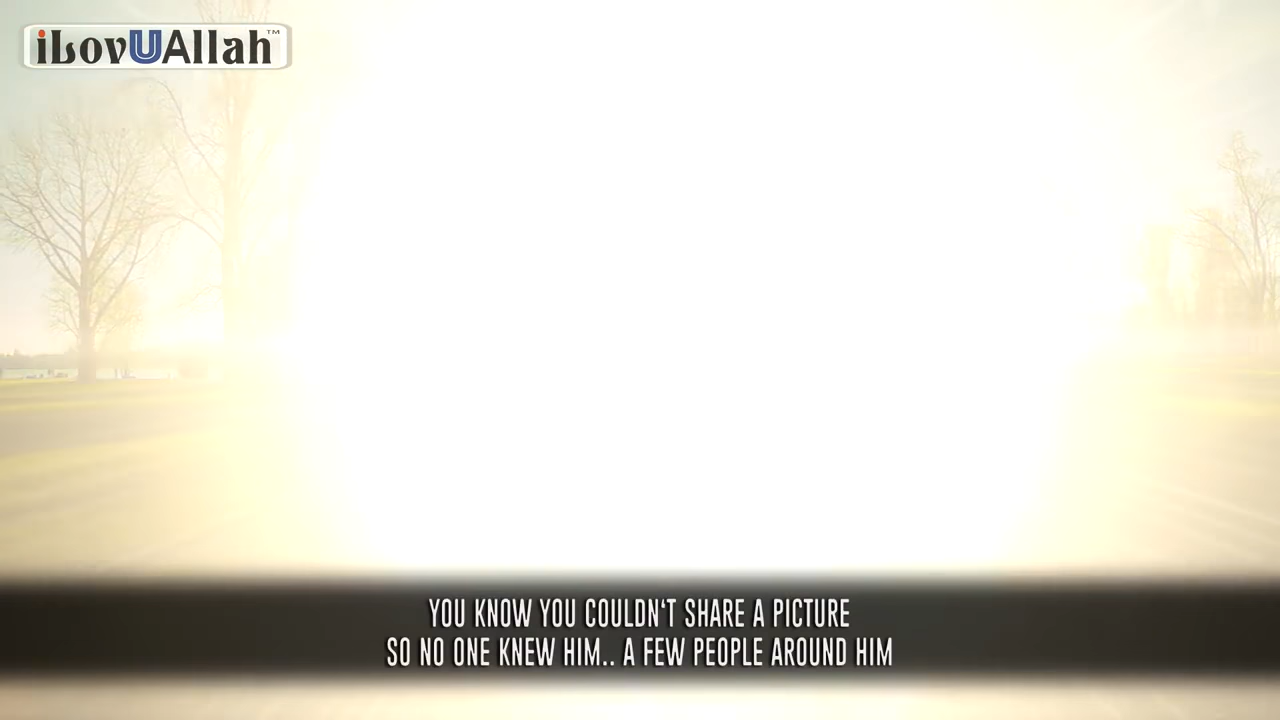 iLovUAllah™
YOU KNOW YOU COULDN'T SHARE A PICTURE
SO NO ONE KNEW HIM.. A FEW PEOPLE AROUND HIM